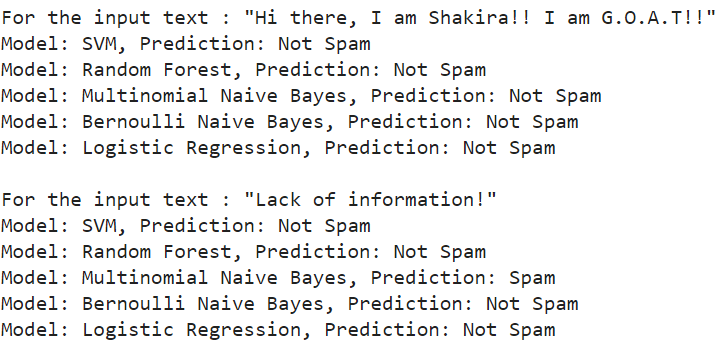 For the input text : "Hi there, I am Shakira!! I am G.O.A.T!!"
Model: SVM, Prediction: Not Spam
Model: Random Forest, Prediction: Not Spam
Model: Multinomial Naive Bayes, Prediction: Not Spam
Model: Bernoulli Naive Bayes, Prediction: Not Spam
Model: Logistic Regression, Prediction: Not Spam
For the input text : "Lack of information!"
Model: SVM, Prediction: Not Spam
Model: Random Forest, Prediction: Not Spam
Model: Multinomial Naive Bayes, Prediction: Spam
Model: Bernoulli Naive Bayes, Prediction: Not Spam
Model: Logistic Regression, Prediction: Not Spam